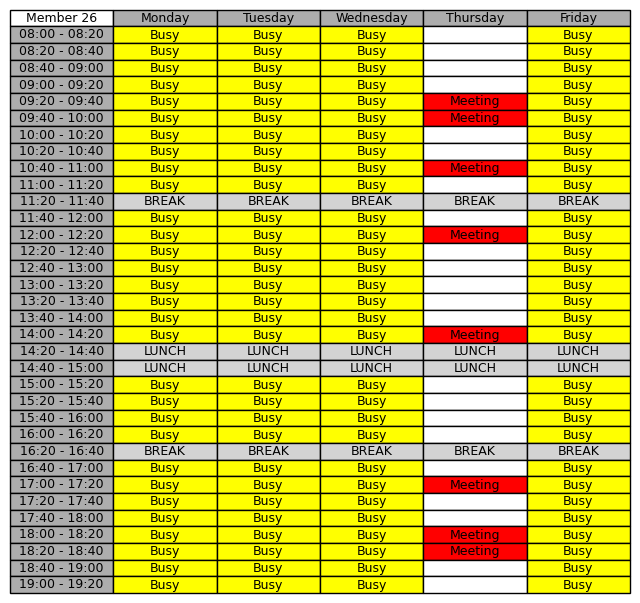 Member 26 Monday Tuesday Wednesday Thursday Friday
08:00 - 08:20 Busy Busy Busy Busy
08:20 - 08:40 Busy Busy Busy Busy
08:40 - 09:00 Busy Busy Busy Busy
09:00 - 09:20 Busy Busy Busy Busy
09:20 - 09:40 Busy Busy Busy Meeting Busy
09:40 - 10:00 Busy Busy Busy Meeting Busy
10:00 - 10:20 Busy Busy Busy Busy
10:20 - 10:40 Busy Busy Busy Busy
10:40 - 11:00 Busy Busy Busy Meeting Busy
11:00 - 11:20 Busy Busy Busy Busy
11:20 - 11:40 BREAK BREAK BREAK BREAK BREAK
11:40 - 12:00 Busy Busy Busy Busy
12:00 - 12:20 Busy Busy Busy Meeting Busy
12:20 - 12:40 Busy Busy Busy Busy
12:40 - 13:00 Busy Busy Busy Busy
13:00 - 13:20 Busy Busy Busy Busy
13:20 - 13:40 Busy Busy Busy Busy
13:40 - 14:00 Busy Busy Busy Busy
14:00 - 14:20 Busy Busy Busy Meeting Busy
14:20 - 14:40 LUNCH LUNCH LUNCH LUNCH LUNCH
14:40 - 15:00 LUNCH LUNCH LUNCH LUNCH LUNCH
15:00 - 15:20 Busy Busy Busy Busy
15:20 - 15:40 Busy Busy Busy Busy
15:40 - 16:00 Busy Busy Busy Busy
16:00 - 16:20 Busy Busy Busy Busy
16:20 - 16:40 BREAK BREAK BREAK BREAK BREAK
16:40 - 17:00 Busy Busy Busy Busy
17:00 - 17:20 Busy Busy Busy Meeting Busy
17:20 - 17:40 Busy Busy Busy Busy
17:40 - 18:00 Busy Busy Busy Busy
18:00 - 18:20 Busy Busy Busy Meeting Busy
18:20 - 18:40 Busy Busy Busy Meeting Busy
18:40 - 19:00 Busy Busy Busy Busy
19:00 - 19:20 Busy Busy Busy Busy